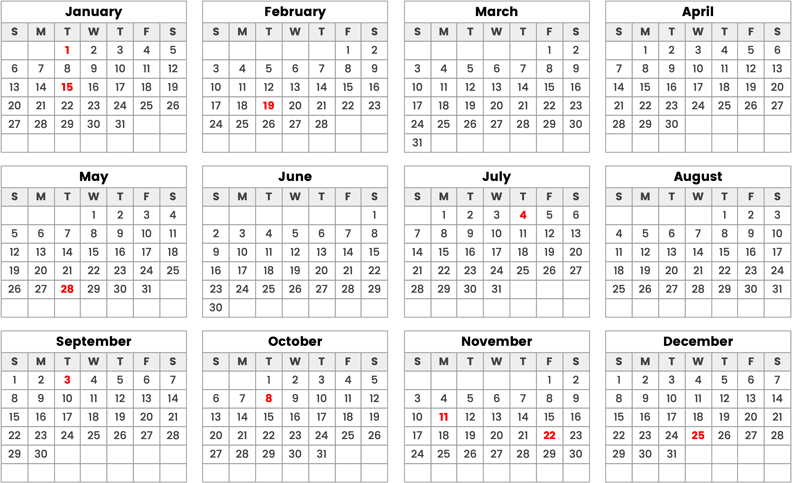 January February March April
S M T W T F S S M T W T F S S M T W T F S S M T W T F S
1 2 3 4 5 1 2 1 2 1 2 3 4 5 6
6 7 8 9 10 11 12 3 4 5 6 7 8 9 3 4 5 6 7 8 9 7 8 9 10 11 12 13
13 14 15 16 17 18 19 10 11 12 13 14 15 16 10 11 12 13 14 15 16 14 15 16 17 18 19 20
20 21 22 23 24 25 26 17 18 19 20 21 22 23 17 18 19 20 21 22 23 21 22 23 24 25 26 27
27 28 29 30 31 24 25 26 27 28 24 25 26 27 28 29 30 28 29 30
31
May June July August
S M T W T F S S M T W T F S S M T W T F S S M T W T F S
1 2 3 4 1 1 2 3 4 5 6 1 2 3
5 6 7 8 9 10 11 2 3 4 5 6 7 8 7 8 9 10 11 12 13 4 5 6 7 8 9 10
12 13 14 15 16 17 18 9 10 11 12 13 14 15 14 15 16 17 18 19 20 11 12 13 14 15 16 17
19 20 21 22 23 24 25 16 17 18 19 20 21 22 21 22 23 24 25 26 27 18 19 20 21 22 23 24
26 27 28 29 30 31 23 24 25 26 27 28 29 28 29 30 31 25 26 27 28 29 30 31
30
September October November December
S M T W T F S S M T W T F S S M T W T F S S M T W T F S
1 2 3 4 5 6 7 1 2 3 4 5 1 2 1 2 3 4 5 6 7
8 9 10 11 12 13 14 6 7 8 9 10 11 12 3 4 5 6 7 8 9 8 9 10 11 12 13 14
15 16 17 18 19 20 21 13 14 15 16 17 18 19 10 11 12 13 14 15 16 15 16 17 18 19 20 21
22 23 24 25 26 27 28 20 21 22 23 24 25 26 17 18 19 20 21 22 23 22 23 24 25 26 27 28
29 30 27 28 29 30 31 24 25 26 27 28 29 30 29 30 31